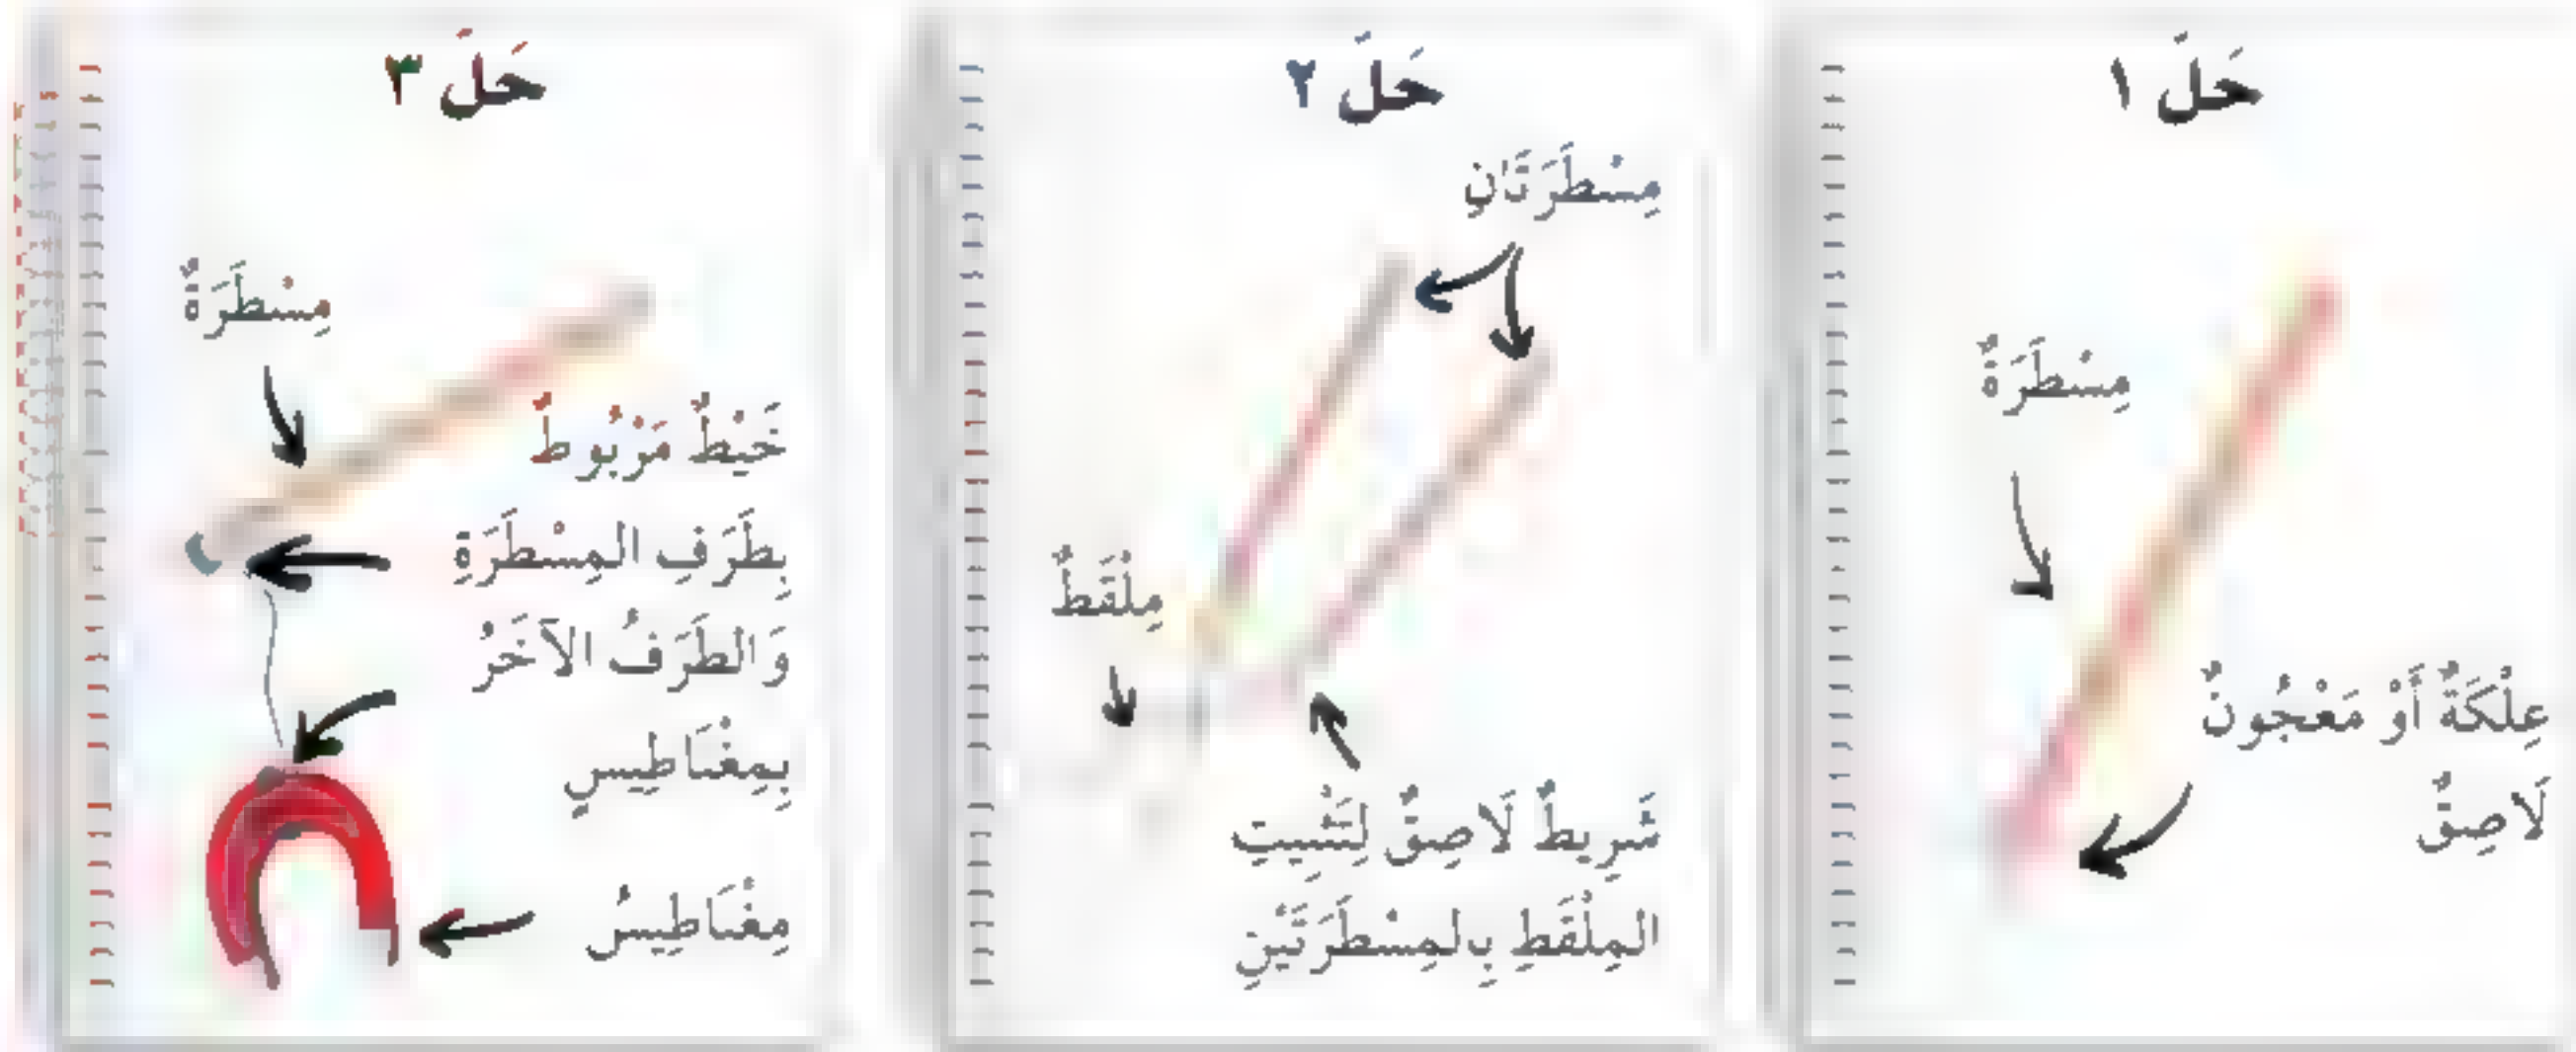 حَلّ ١
مِسْطَرَةٌ
عِلْكَةٌ أَوْ مَعْجُونٌ
لَاصِقٌ
حَلّ ٢
مِسْطَرَتَانِ
مِلْقَطٌ
شَرِيطٌ لَاصِقٌ لِتَثْبِيتِ
المِلْقَطِ بِالمِسْطَرَتَيْنِ
حَلّ ٣
مِسْطَرَةٌ
خَيْطٌ مَرْبُوطٌ
بِطَرَفِ المِسْطَرَةِ
وَالطَرَفُ الآخَرُ
بِمِغْنَاطِيسٍ
مِغْنَاطِيسُ